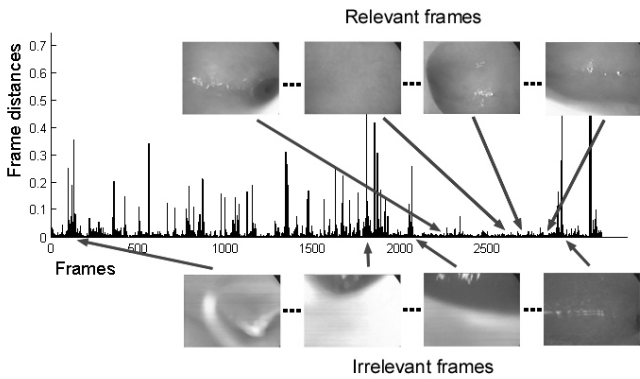 Relevant frames
Frame distances
0.7
0.6
0.5
0.4
0.3
0.2
0.1
0
0 500 1000 1500 2000 2500
Frames
Irrelevant frames